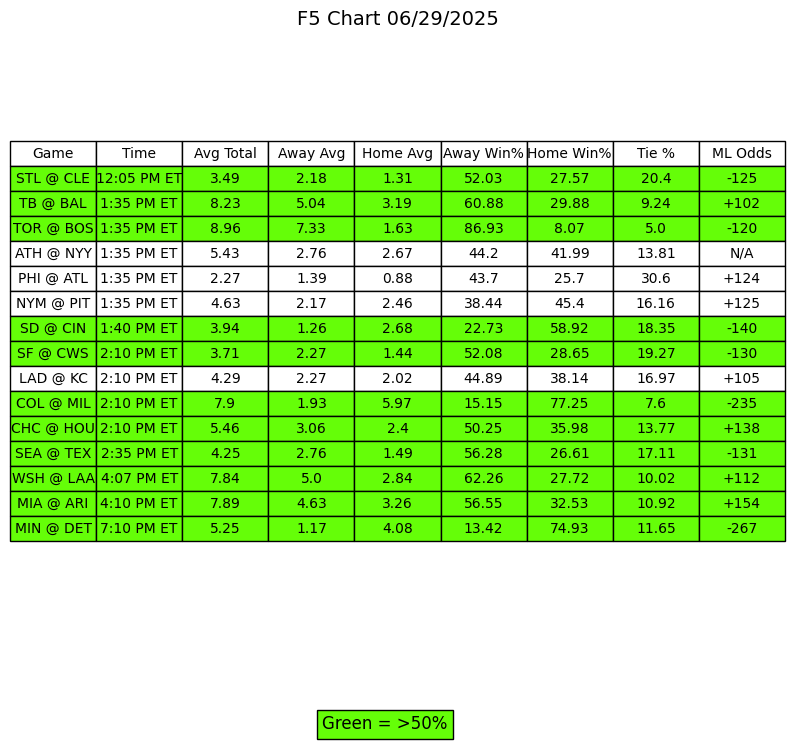 F5 Chart 06/29/2025
Game Time Avg Total Away Avg Home Avg Away Win% Home Win% Tie % ML Odds
STL @ CLE 12:05 PM ET 3.49 2.18 1.31 52.03 27.57 20.4 -125
TB @ BAL 1:35 PM ET 8.23 5.04 3.19 60.88 29.88 9.24 +102
TOR @ BOS 1:35 PM ET 8.96 7.33 1.63 86.93 8.07 5.0 -120
ATH @ NYY 1:35 PM ET 5.43 2.76 2.67 44.2 41.99 13.81 N/A
PHI @ ATL 1:35 PM ET 2.27 1.39 0.88 43.7 25.7 30.6 +124
NYM @ PIT 1:35 PM ET 4.63 2.17 2.46 38.44 45.4 16.16 +125
SD @ CIN 1:40 PM ET 3.94 1.26 2.68 22.73 58.92 18.35 -140
SF @ CWS 2:10 PM ET 3.71 2.27 1.44 52.08 28.65 19.27 -130
LAD @ KC 2:10 PM ET 4.29 2.27 2.02 44.89 38.14 16.97 +105
COL @ MIL 2:10 PM ET 7.9 1.93 5.97 15.15 77.25 7.6 -235
CHC @ HOU 2:10 PM ET 5.46 3.06 2.4 50.25 35.98 13.77 +138
SEA @ TEX 2:35 PM ET 4.25 2.76 1.49 56.28 26.61 17.11 -131
WSH @ LAA 4:07 PM ET 7.84 5.0 2.84 62.26 27.72 10.02 +112
MIA @ ARI 4:10 PM ET 7.89 4.63 3.26 56.55 32.53 10.92 +154
MIN @ DET 7:10 PM ET 5.25 1.17 4.08 13.42 74.93 11.65 -267
Green = >50%